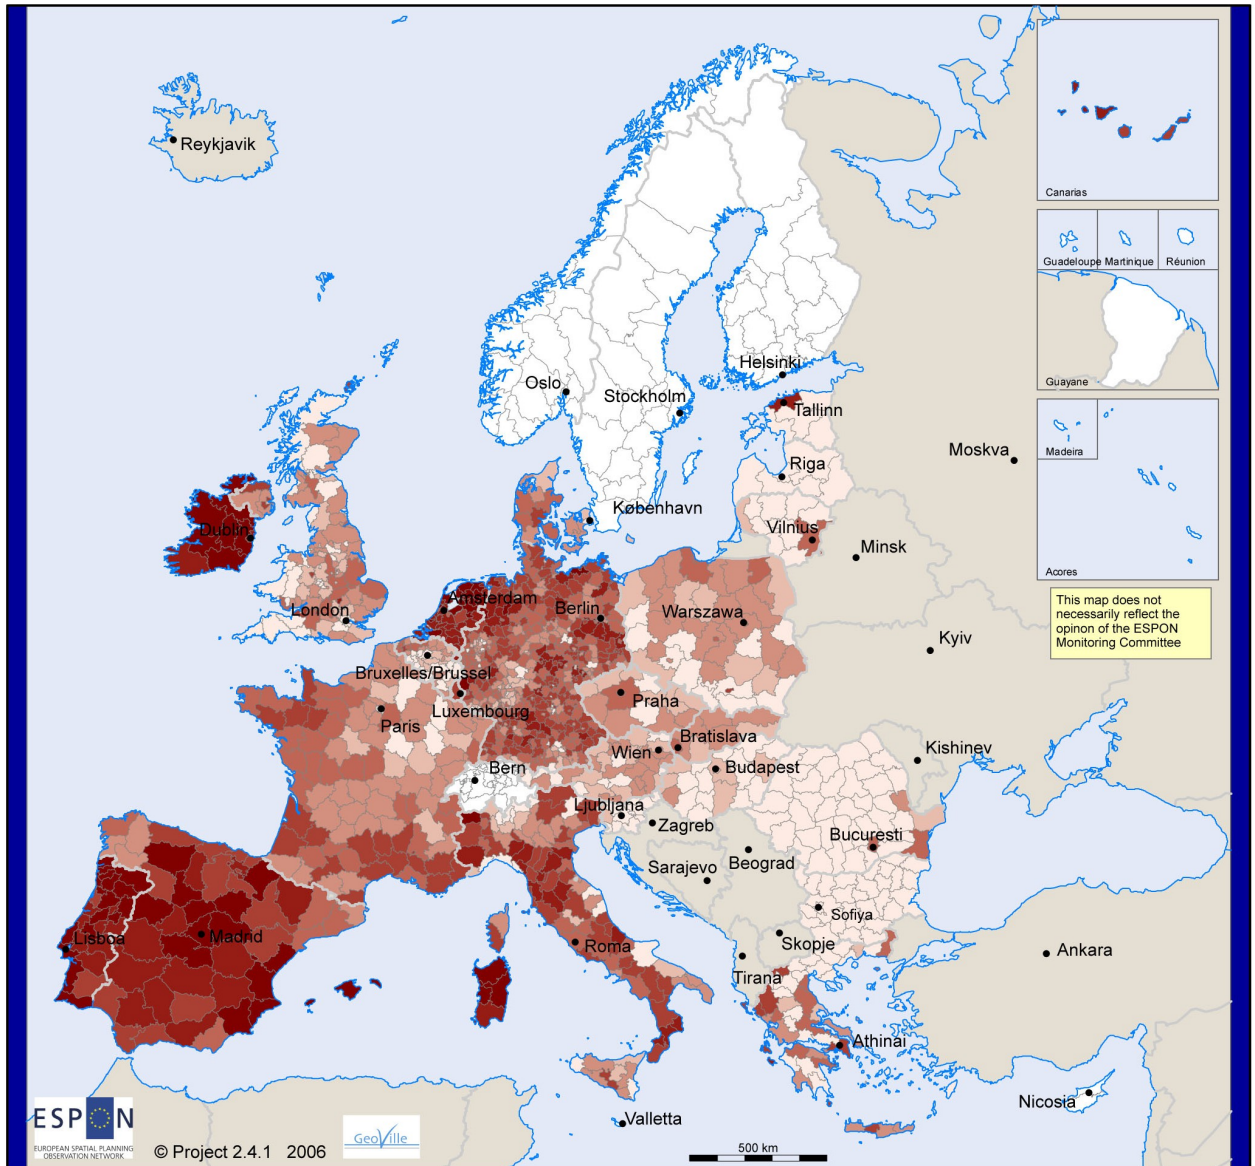 Reykjavik
Canarias
Guadeloupe
Martinique
Réunion
Guayane
Madeira
Acores
Helsinki
Oslo
Stockholm
Tallinn
Moskva
Riga
København
Dublin
Vilnius
Minsk
This map does not
necessarily reflect the
opinon of the ESPON
Monitoring Committee
Amsterdam
Berlin
Warszawa
London
Kyiv
Bruxelles/Brussel
Luxembourg
Praha
Paris
Bratislava
Wien
Kishinev
Bern
Budapest
Ljubljana
Zagreb
Bucuresti
Beograd
Sarajevo
Sofiya
Lisboa
Madrid
Roma
Skopje
Ankara
Tirana
Athinai
Nicosia
Valletta
ESPON
EUROPEAN SPATIAL PLANNING
OBSERVATION NETWORK
© Project 2.4.1 2006
GeoVille
500 km